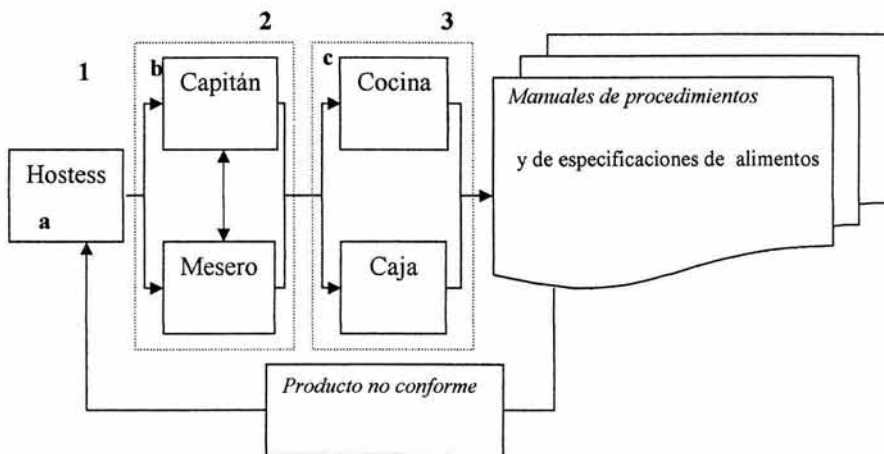 1
2
3
Hostess
a
b
Capitán
Mesero
c
Cocina
Caja
Manuales de procedimientos
y de especificaciones de alimentos
Producto no conforme